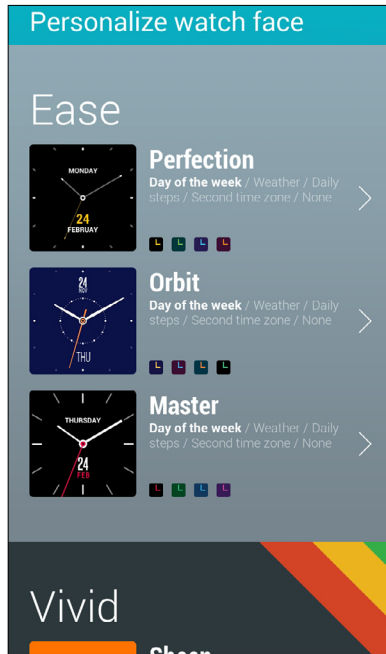 Personalize watch face
Ease
MONDAY
24
FEBRUAY
Perfection
Day of the week / Weather / Daily
steps / Second time zone / None
24
NOV
THU
Orbit
Day of the week / Weather / Daily
steps / Second time zone / None
THURSDAY
24
FEB
Master
Day of the week / Weather / Daily
steps / Second time zone / None
Vivid